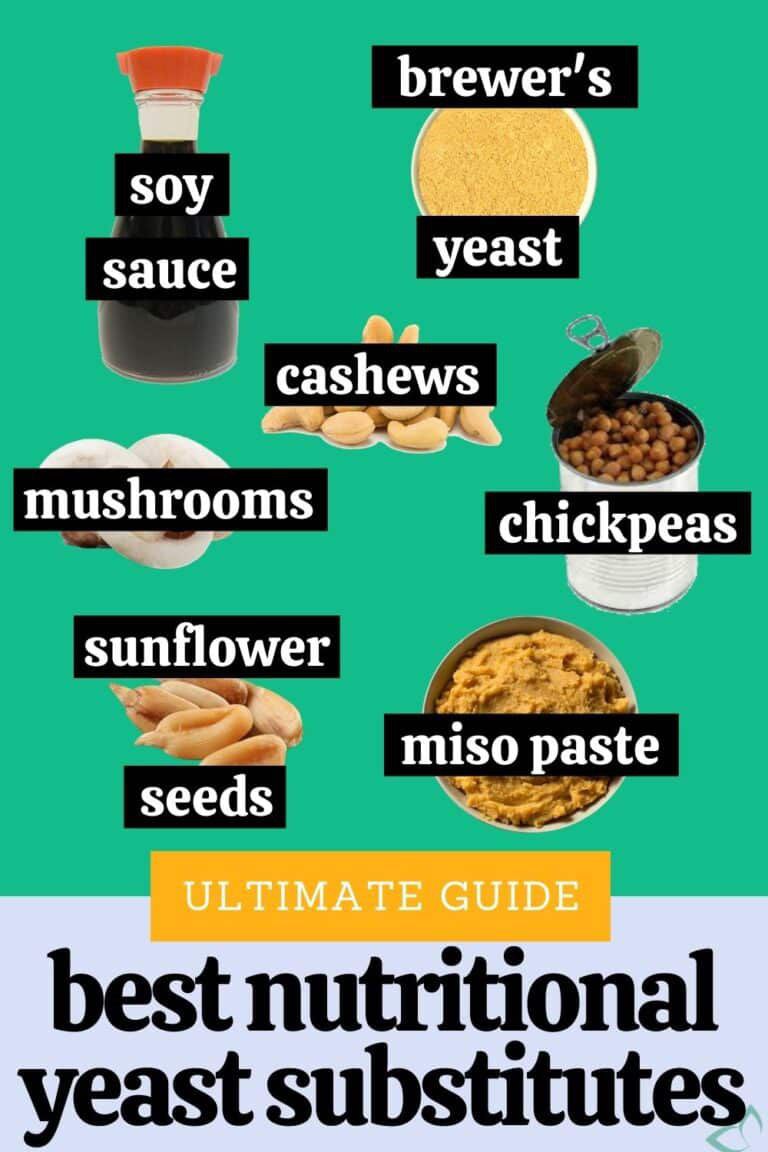 brewer's
yeast
soy
sauce
cashews
mushrooms
chickpeas
sunflower
seeds
miso paste
ULTIMATE GUIDE
best nutritional
yeast substitutes